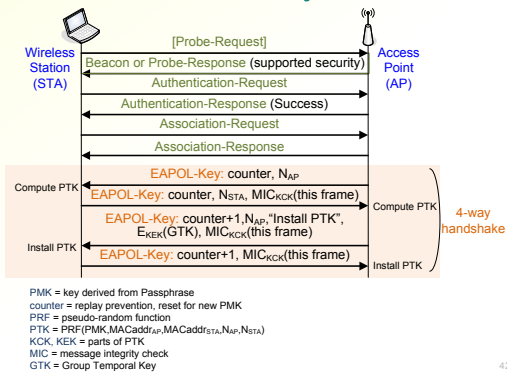 [Probe-Request]
Wireless Station (STA)
Access Point (AP)
Beacon or Probe-Response (supported security)
Authentication-Request
Authentication-Response (Success)
Association-Request
Association-Response
EAPOL-Key: counter, NAP
Compute PTK
EAPOL-Key: counter, NSTA, MICKCK(this frame)
Compute PTK
4-way handshake
EAPOL-Key: counter+1,NAP,“Install PTK”,
EKEK(GTK), MICKCK(this frame)
Install PTK
EAPOL-Key: counter+1, MICKCK(this frame)
Install PTK
PMK = key derived from Passphrase
counter = replay prevention, reset for new PMK
PRF = pseudo-random function
PTK = PRF(PMK,MACaddrAP,MACaddrSTA,NAP,NSTA)
KCK, KEK = parts of PTK
MIC = message integrity check
GTK = Group Temporal Key